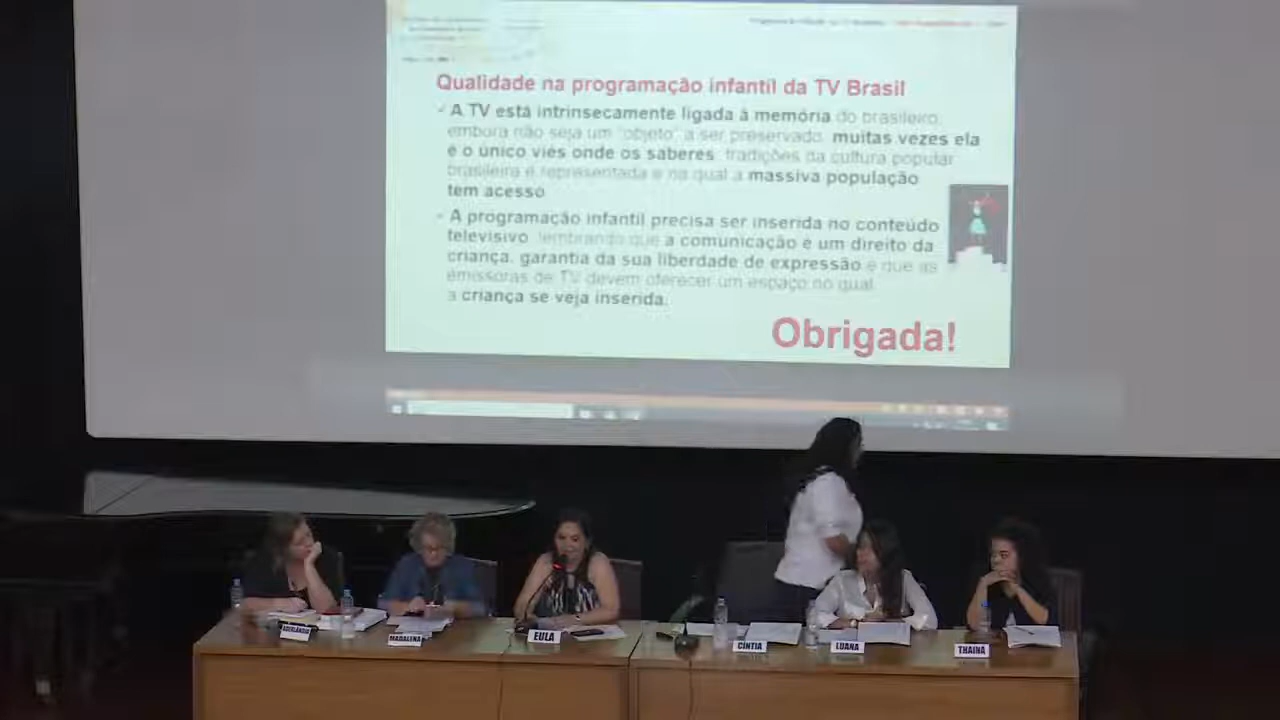 Qualidade na programação infantil da TV Brasil
A TV está intrinsecamente ligada à memória do brasileiro,
embora não seja um "objeto" a ser preservado, muitas vezes ela
é o único viés onde os saberes, tradições da cultura popular
brasileira é representada e na qual a massiva população
tem acesso.
A programação infantil precisa ser inserida no conteúdo
televisivo, lembrando que a comunicação é um direito da
criança, garantia da sua liberdade de expressão e que as
emissoras de TV devem oferecer um espaço no qual
a criança se veja inserida.
Obrigada!
MADALENA
EULA
CÍNTIA
LUANA
THAINÁ